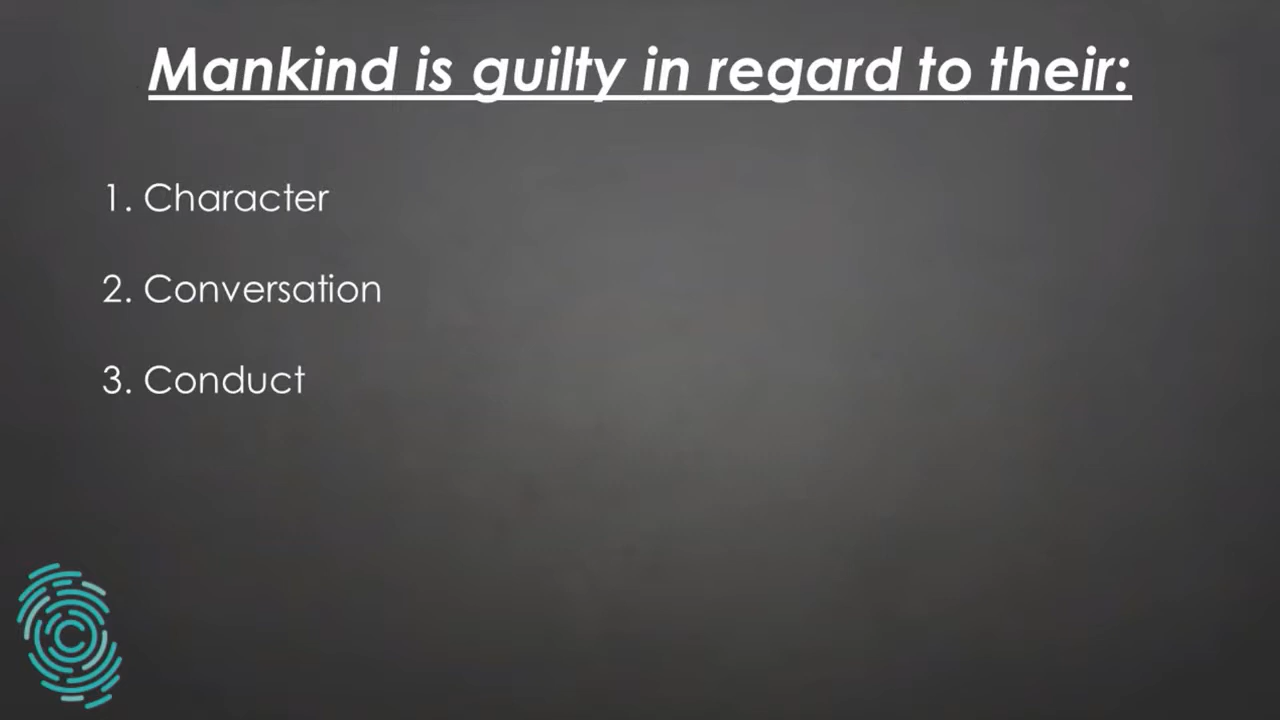 Mankind is guilty in regard to their:
1. Character
2. Conversation
3. Conduct